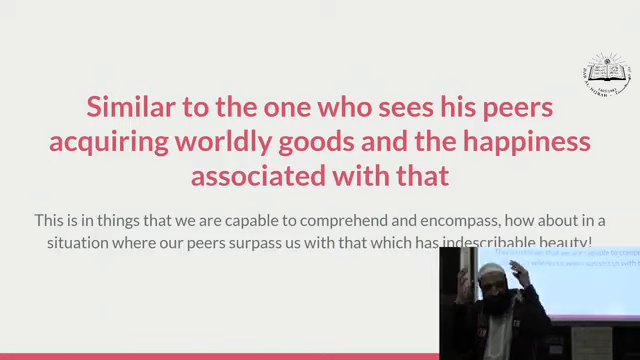 Similar to the one who sees his peers
acquiring worldly goods and the happiness
associated with that
This is in things that we are capable to comprehend and encompass, how about in a
situation where our peers surpass us with that which has indescribable beauty!